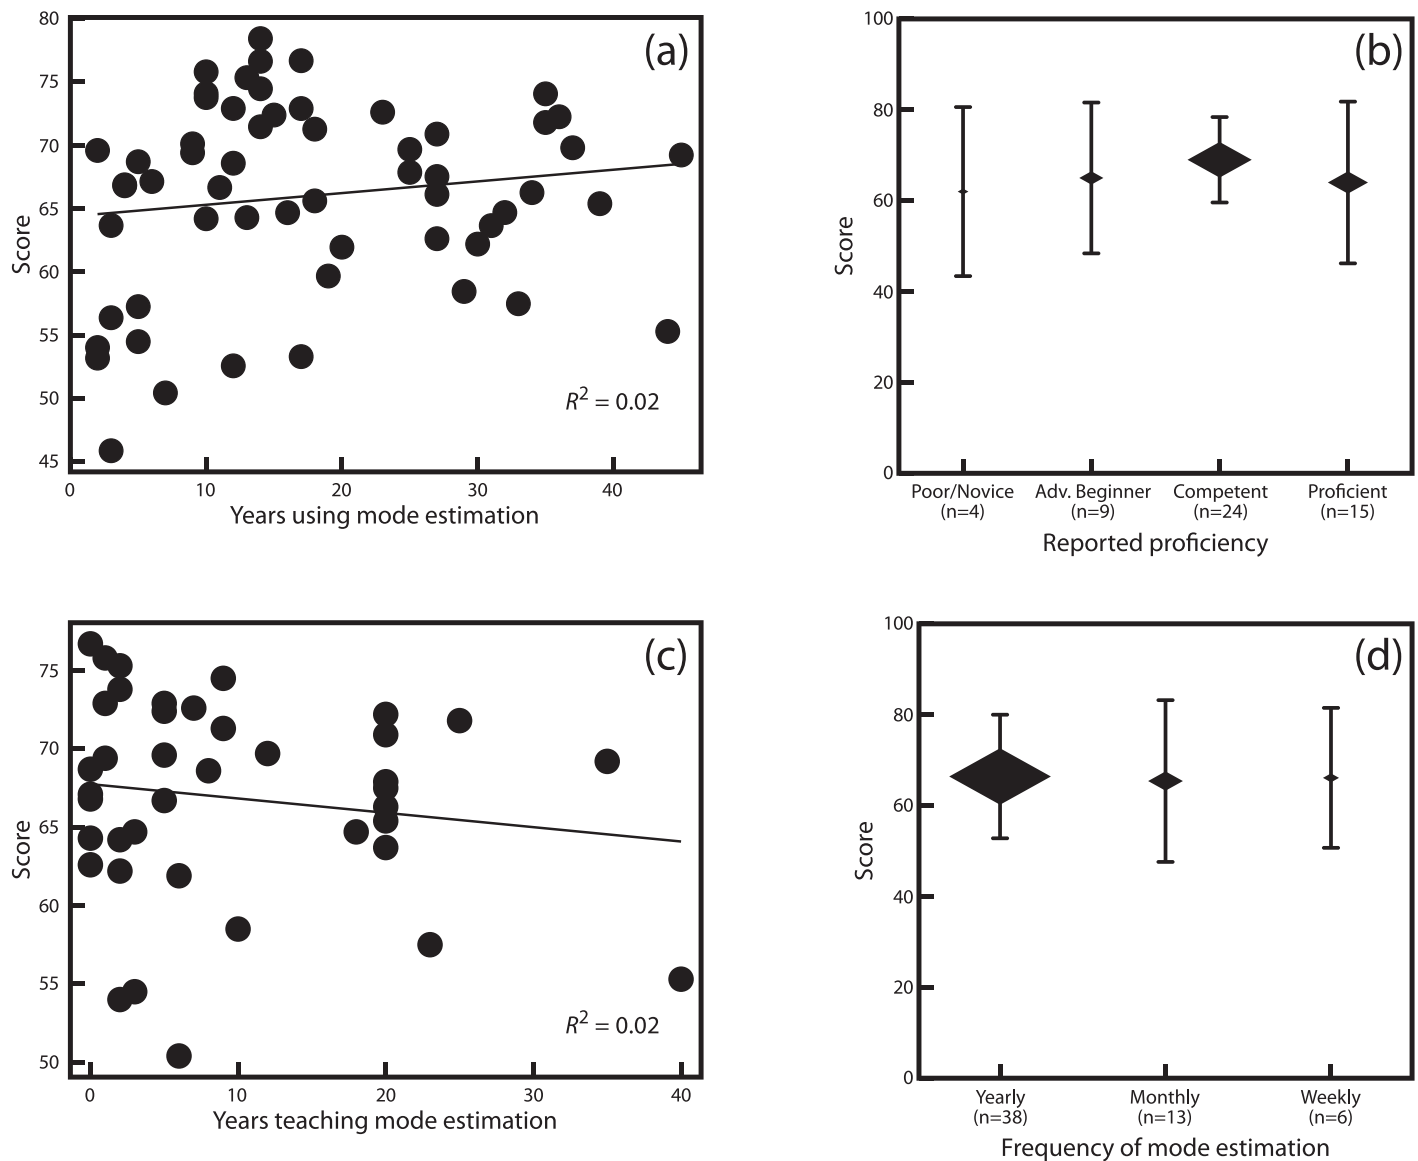 (a)
80
75
70
65
60
55
50
45
Score
R² = 0.02
0 10 20 30 40
Years using mode estimation
(b)
100
80
60
40
20
0
Score
Poor/Novice Adv. Beginner Competent Proficient
(n=4) (n=9) (n=24) (n=15)
Reported proficiency
(c)
75
70
65
60
55
50
Score
R² = 0.02
0 10 20 30 40
Years teaching mode estimation
(d)
100
80
60
40
20
0
Score
Yearly Monthly Weekly
(n=38) (n=13) (n=6)
Frequency of mode estimation